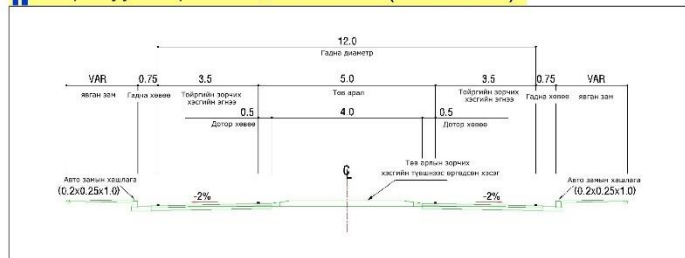 12.0
Гадна диаметр
VAR 0.75 3.5 5.0 3.5 0.75 VAR
явган зам Гадна хөвөө Тойргийн зорчих хэсгийн эгнээ Төв арал Тойргийн зорчих хэсгийн эгнээ Гадна хөвөө явган зам
0.5 4.0 0.5
Дотор хөвөө Дотор хөвөө
Төв арлын зорчих
хэсгийн түвшнээс өргөдсөн хэсэг
Авто замын хашлага
(0.2x0.25x1.0)
-2%
C͟L
-2%
Авто замын хашлага
(0.2x0.25x1.0)